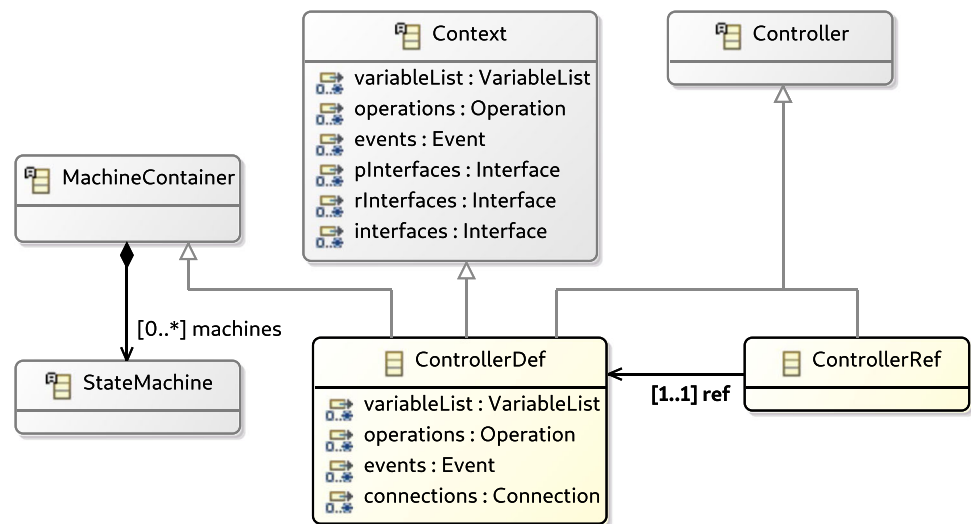 Context
variableList : VariableList
operations : Operation
events : Event
pInterfaces : Interface
rInterfaces : Interface
interfaces : Interface
Controller
MachineContainer
[0..*] machines
StateMachine
ControllerDef
variableList : VariableList
operations : Operation
events : Event
connections : Connection
[1..1] ref
ControllerRef